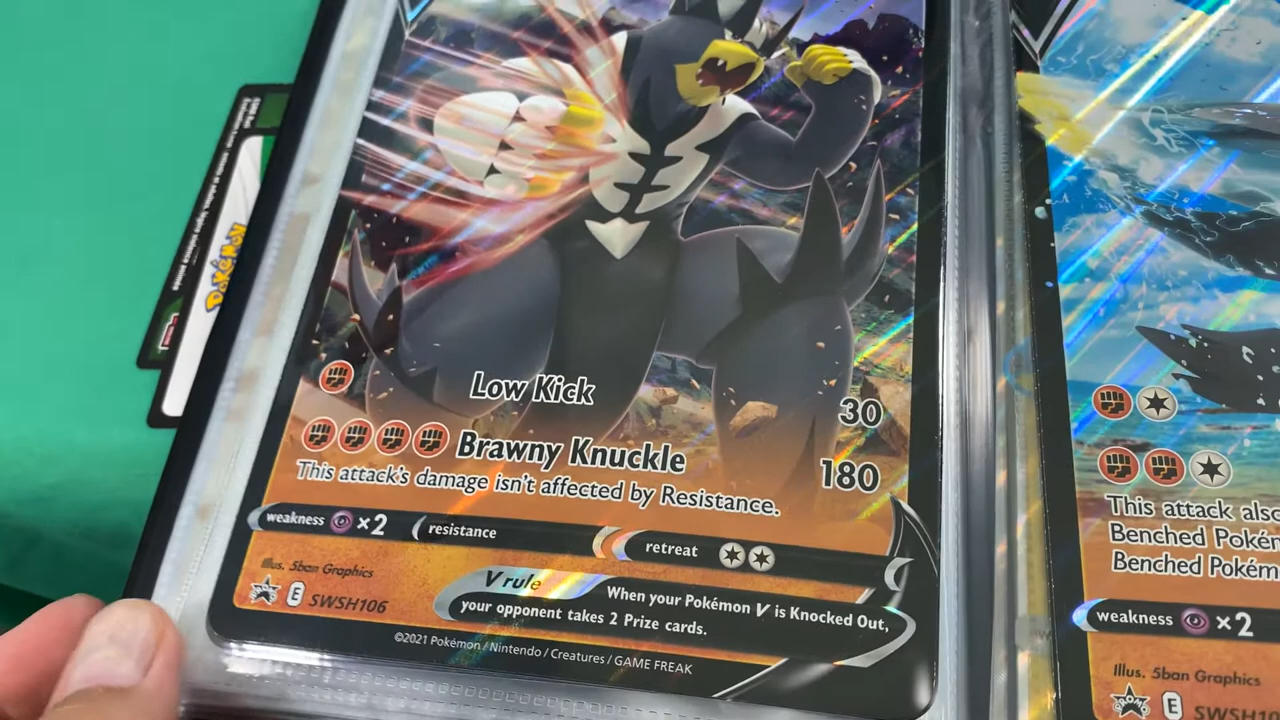 Low Kick
30
Brawny Knuckle
180
This attack's damage isn't affected by Resistance.
weakness ×2
resistance
retreat
Illus. 5ban Graphics
E SWSH106
V rule
When your Pokémon V is Knocked Out,
your opponent takes 2 Prize cards.
©2021 Pokémon / Nintendo / Creatures / GAME FREAK
This attack also
Benched
Benched
weakness ×2
Illus. 5ban Graphics
PROMO
E
POKÉMON